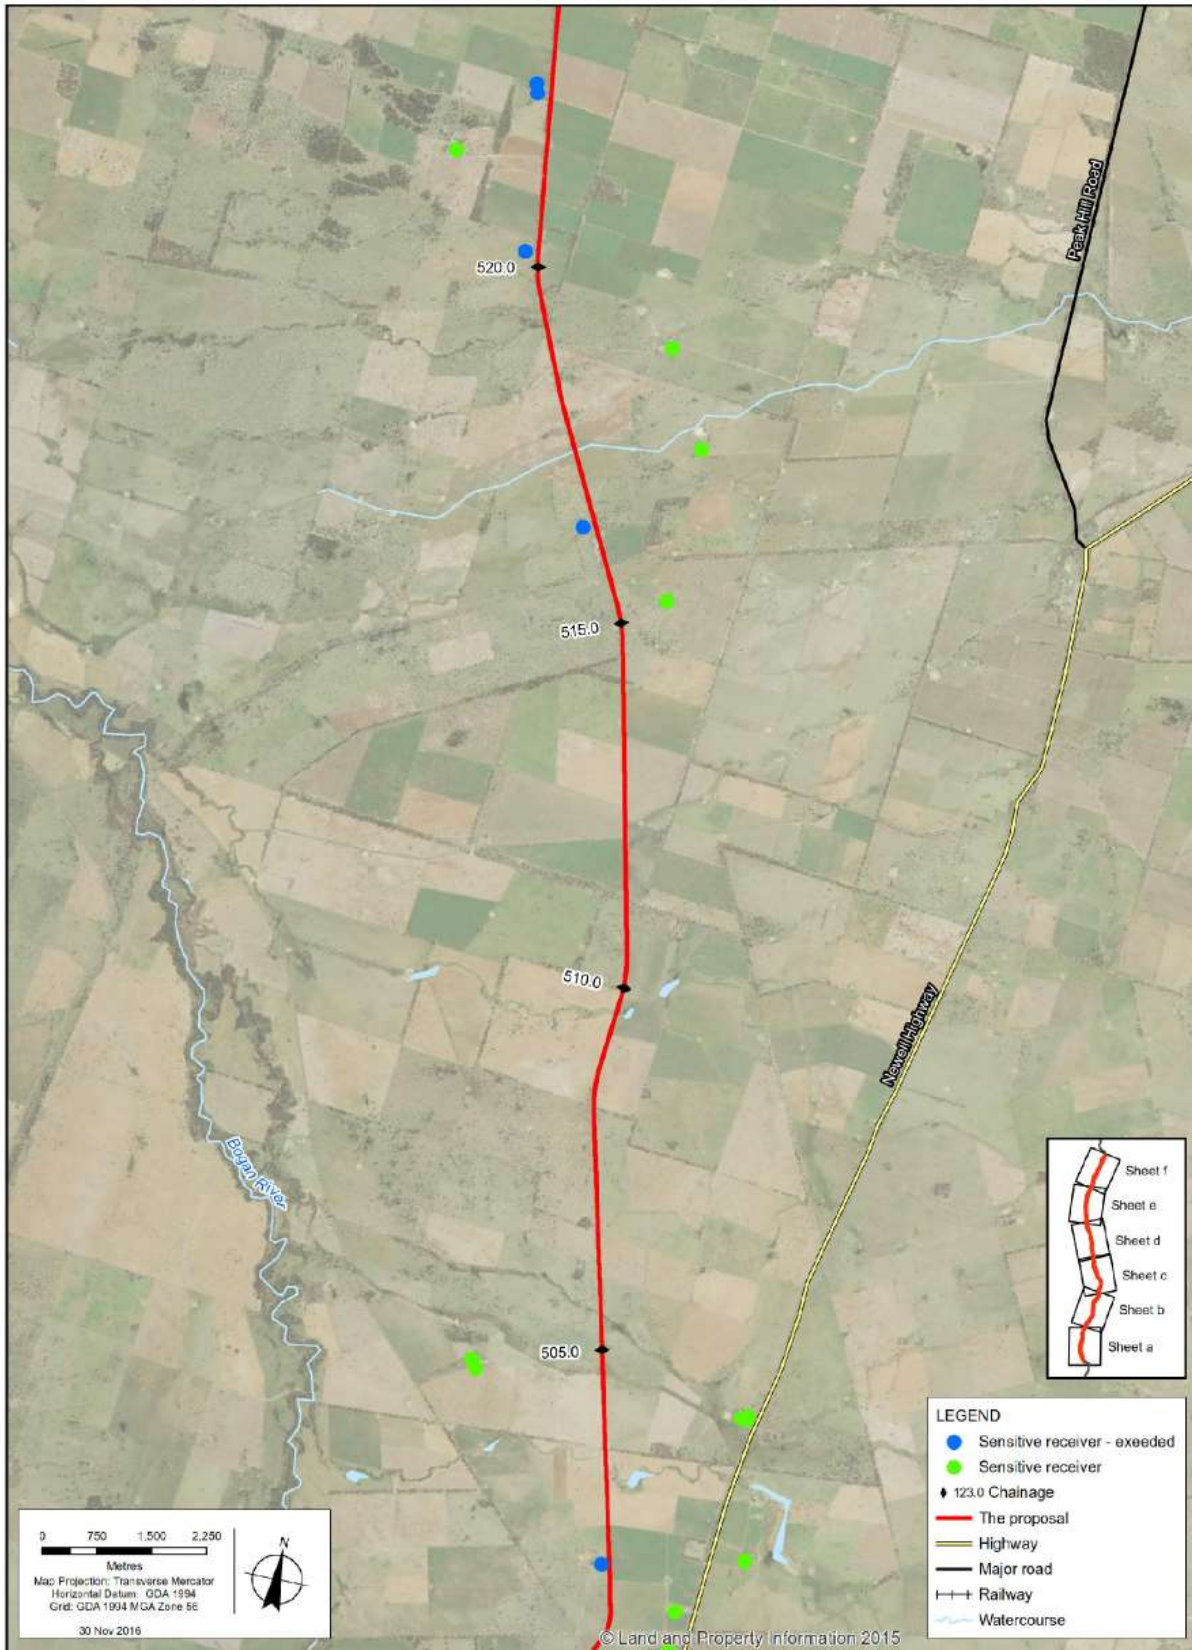 Peak Hill Road
520.0
515.0
510.0
Newell Highway
Bogan River
505.0
Sheet f
Sheet e
Sheet d
Sheet c
Sheet b
Sheet a
LEGEND
Sensitive receiver - exeeded
Sensitive receiver
123.0 Chainage
The proposal
Highway
Major road
Railway
Watercourse
0 750 1,500 2,250
Metres
Map Projection: Transverse Mercator
Horizontal Datum: GDA 1994
Grid: GDA 1994 MGA Zone 56
N
30 Nov 2016
© Land and Property Information 2015